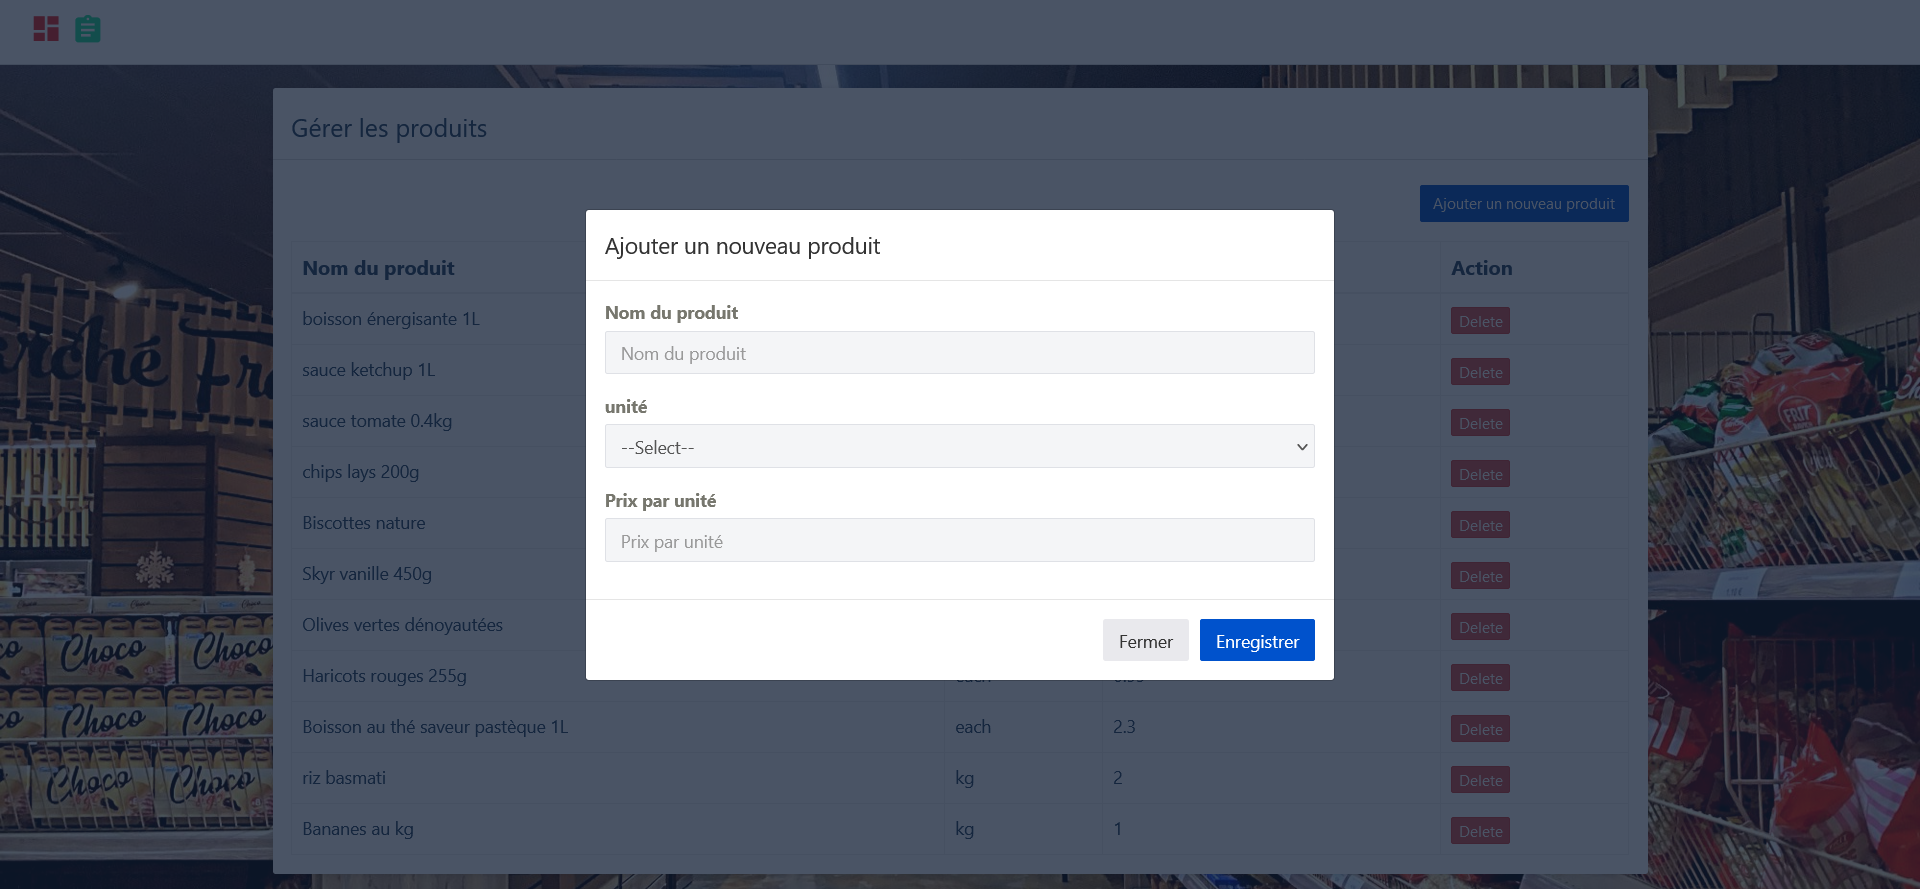 Gérer les produits
Ajouter un nouveau produit
Nom du produit
Action
boisson énergisante 1L
Delete
sauce ketchup 1L
Delete
sauce tomate 0.4kg
Delete
chips lays 200g
Delete
Biscottes nature
Delete
Skyr vanille 450g
Delete
Olives vertes dénoyautées
Delete
Haricots rouges 255g
each
Delete
Boisson au thé saveur pastèque 1L
each
2.3
Delete
riz basmati
kg
2
Delete
Bananes au kg
kg
1
Delete
Ajouter un nouveau produit
Nom du produit
Nom du produit
unité
--Select--
Prix par unité
Prix par unité
Fermer
Enregistrer
Choco
Choco
Choco
Choco
Choco
Choco